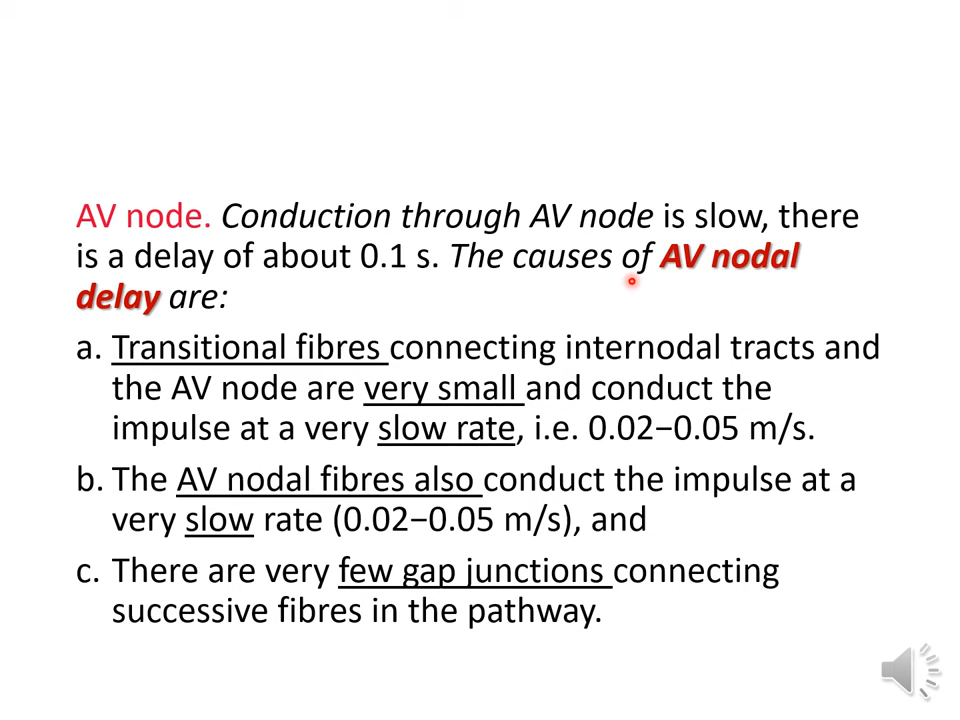 AV node. Conduction through AV node is slow, there
is a delay of about 0.1 s. The causes of AV nodal
delay are:
a. Transitional fibres connecting internodal tracts and
the AV node are very small and conduct the
impulse at a very slow rate, i.e. 0.02−0.05 m/s.
b. The AV nodal fibres also conduct the impulse at a
very slow rate (0.02−0.05 m/s), and
c. There are very few gap junctions connecting
successive fibres in the pathway.